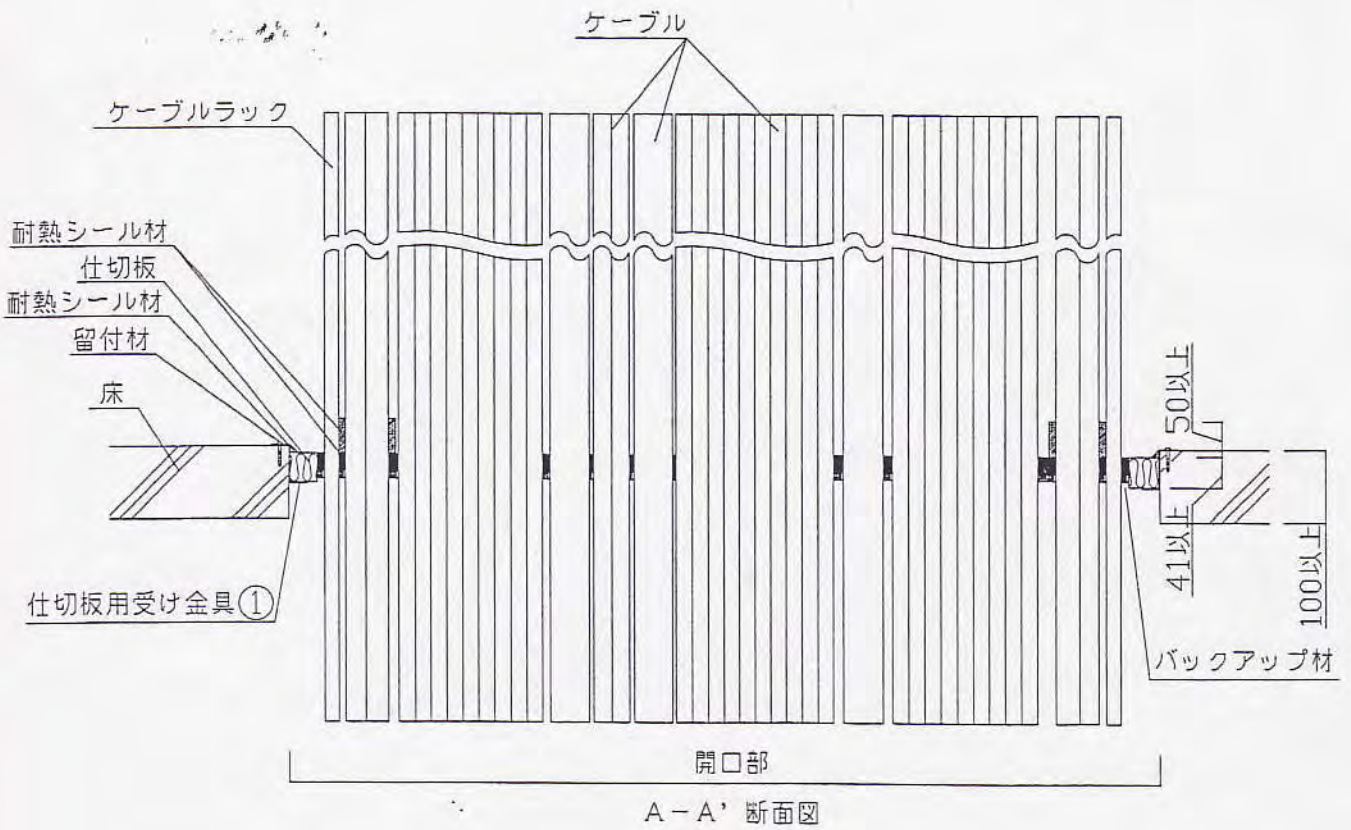 ケーブル
ケーブルラック
耐熱シール材
仕切板
耐熱シール材
留付材
床
50以上
41以上
100以上
仕切板用受け金具①
バックアップ材
開口部
A-A' 断面図